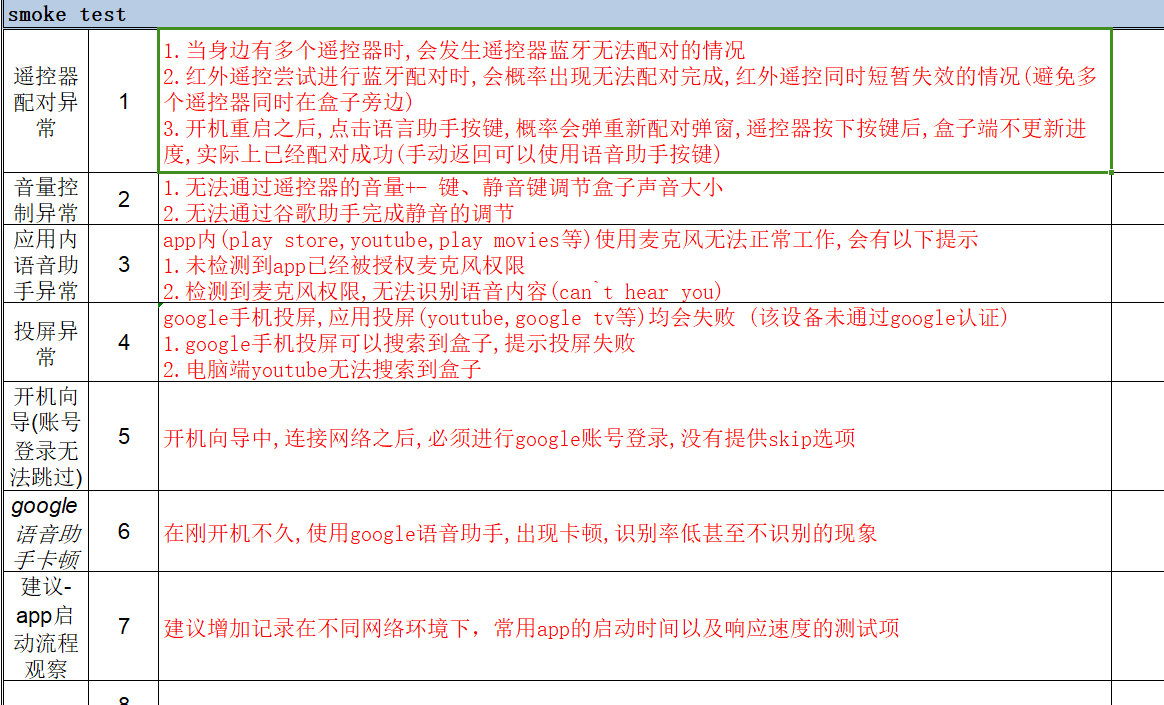 smoke test
遥控器
配对异
常
1
1.当身边有多个遥控器时,会发生遥控器蓝牙无法配对的情况
2.红外遥控尝试进行蓝牙配对时,会概率出现无法配对完成,红外遥控同时短暂失效的情况(避免多
个遥控器同时在盒子旁边)
3.开机重启之后,点击语言助手按键,概率会弹重新配对弹窗,遥控器按下按键后,盒子端不更新进
度,实际上已经配对成功(手动返回可以使用语音助手按键)
音量控
制异常
2
1.无法通过遥控器的音量+- 键、静音键调节盒子声音大小
2.无法通过谷歌助手完成静音的调节
应用内
语音助
手异常
3
app内(play store,youtube,play movies等)使用麦克风无法正常工作,会有以下提示
1.未检测到app已经被授权麦克风权限
2.检测到麦克风权限,无法识别语音内容(can`t hear you)
投屏异
常
4
google手机投屏,应用投屏(youtube,google tv等)均会失败 (该设备未通过google认证)
1.google手机投屏可以搜索到盒子,提示投屏失败
2.电脑端youtube无法搜索到盒子
开机向
导(账号
登录无
法跳过)
5
开机向导中,连接网络之后,必须进行google账号登录,没有提供skip选项
google
语音助
手卡顿
6
在刚开机不久,使用google语音助手,出现卡顿,识别率低甚至不识别的现象
建议-
app启
动流程
观察
7
建议增加记录在不同网络环境下，常用app的启动时间以及响应速度的测试项
8